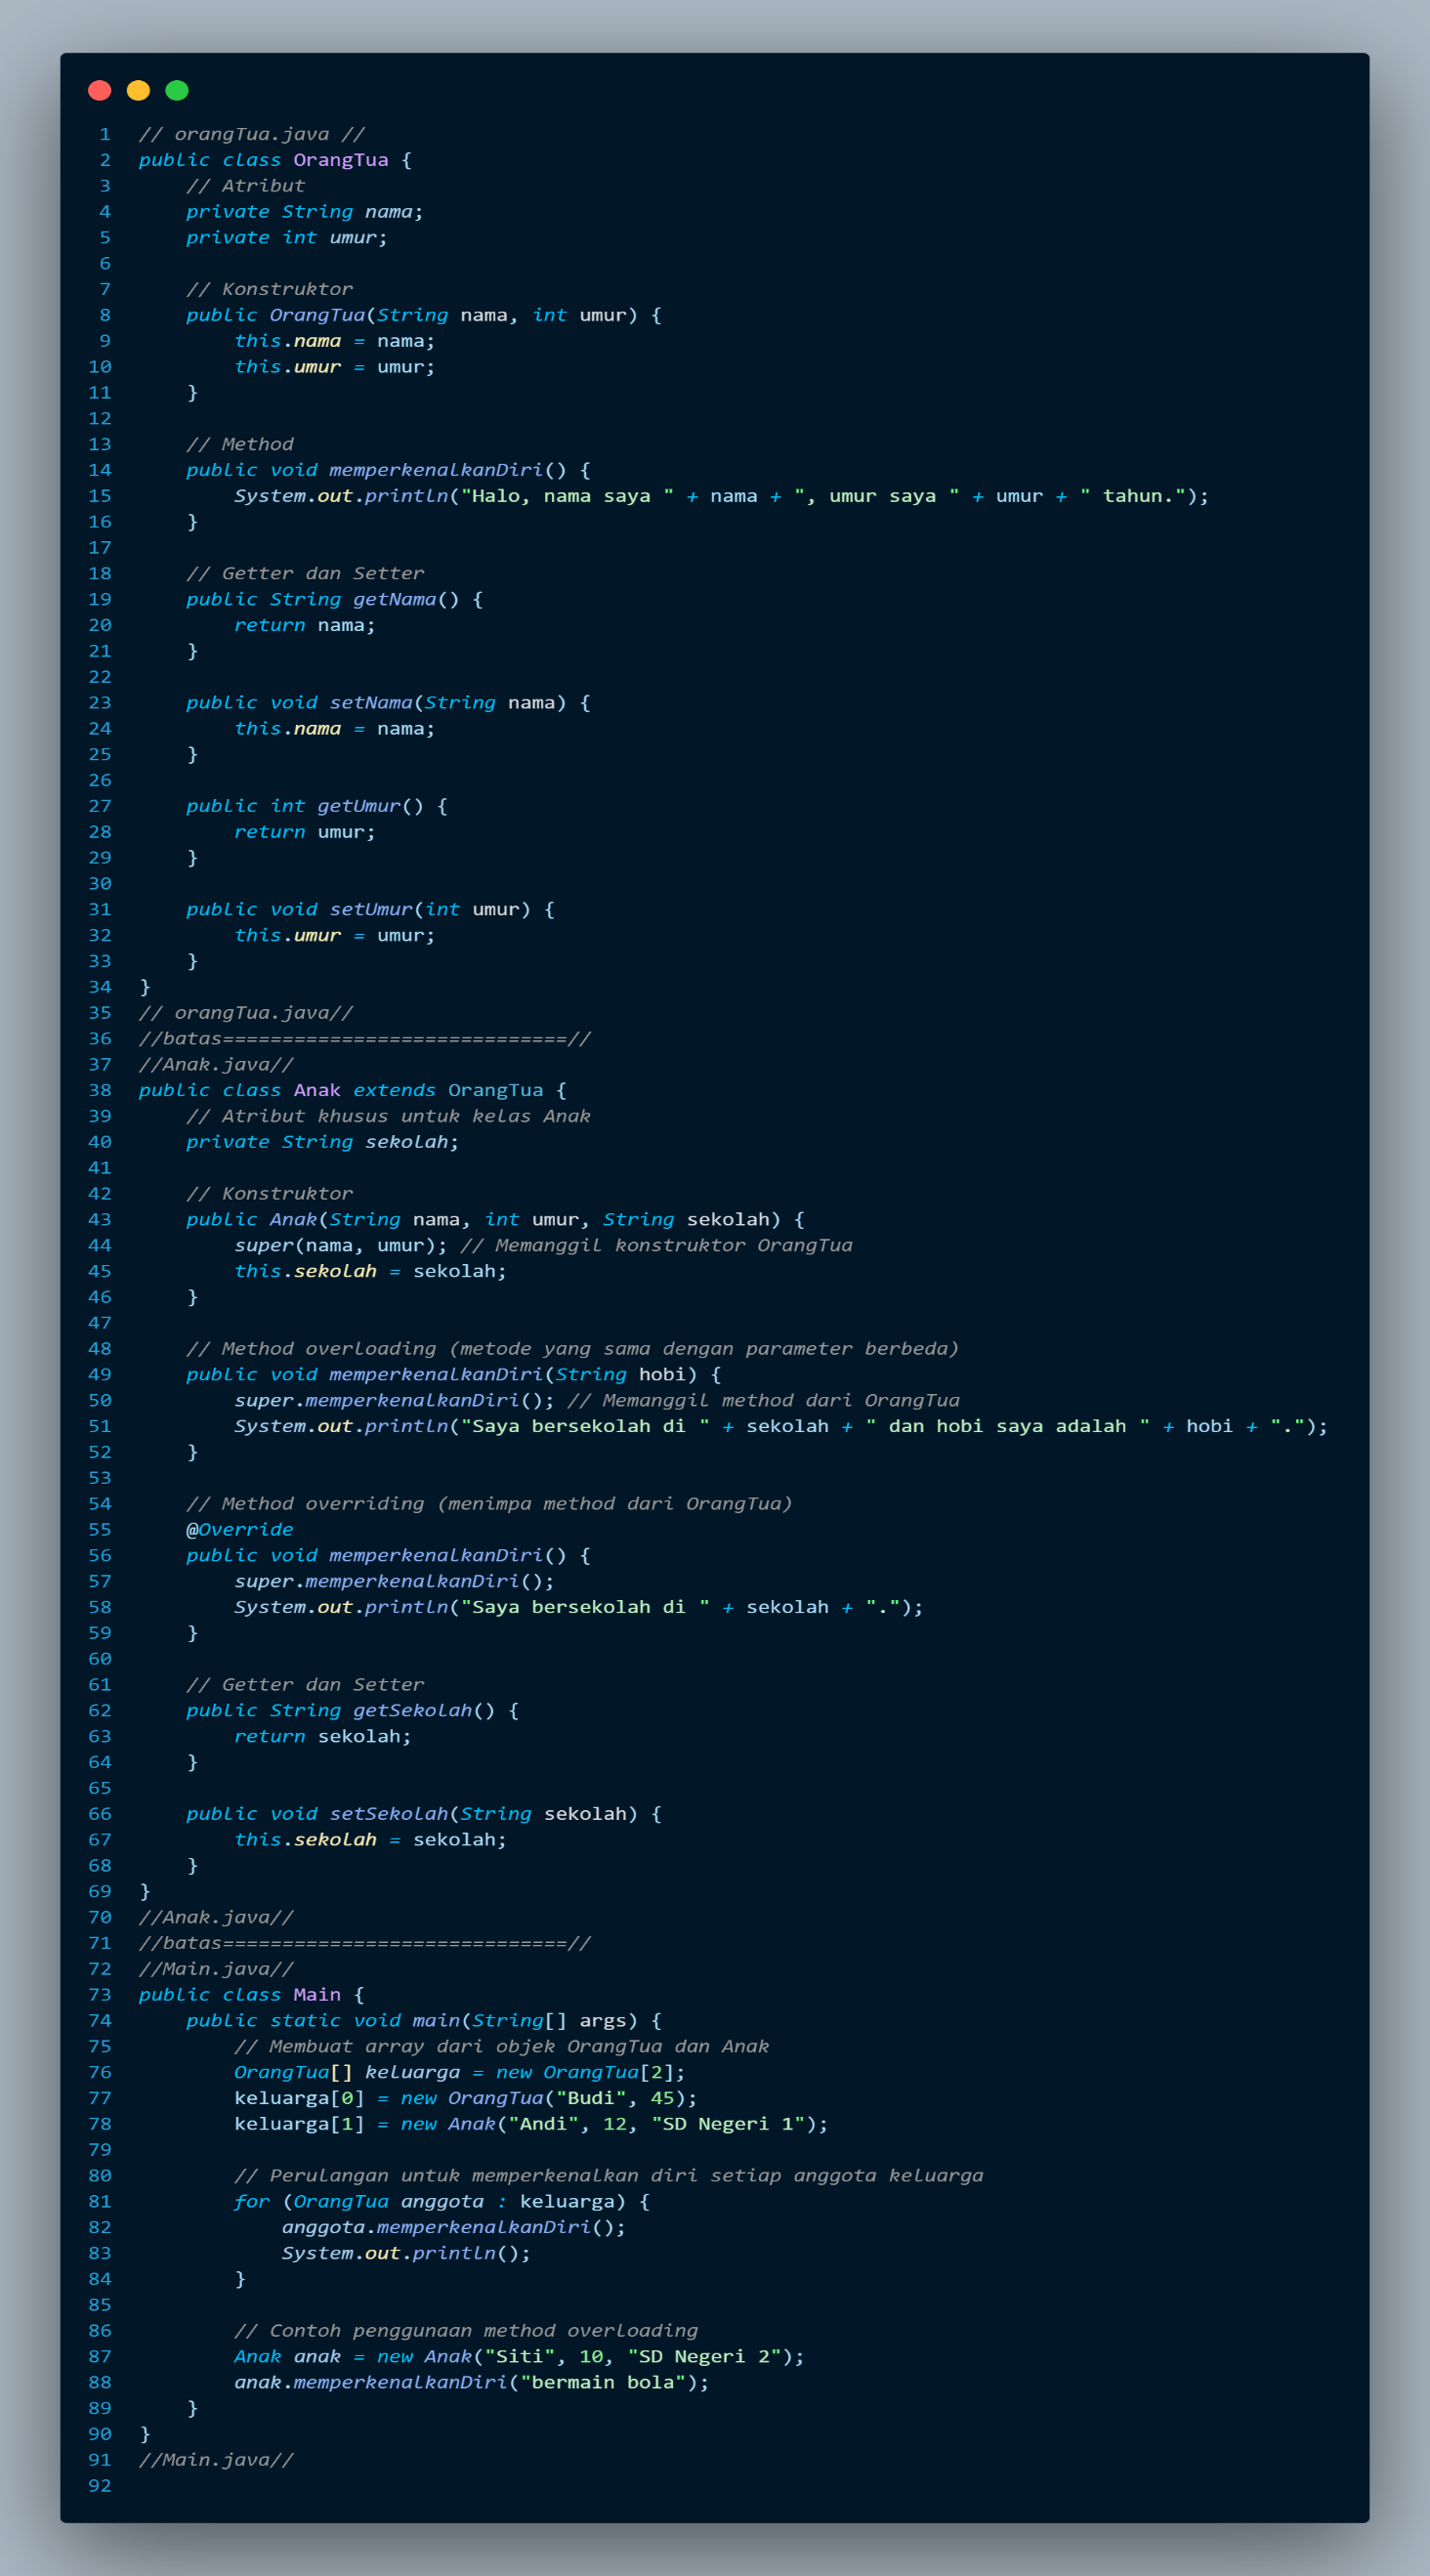 1 // orangTua.java //
2 public class OrangTua {
3     // Atribut
4     private String nama;
5     private int umur;
6
7     // Konstruktor
8     public OrangTua(String nama, int umur) {
9         this.nama = nama;
10         this.umur = umur;
11     }
12
13     // Method
14     public void memperkenalkanDiri() {
15         System.out.println("Halo, nama saya " + nama + ", umur saya " + umur + " tahun.");
16     }
17
18     // Getter dan Setter
19     public String getNama() {
20         return nama;
21     }
22
23     public void setNama(String nama) {
24         this.nama = nama;
25     }
26
27     public int getUmur() {
28         return umur;
29     }
30
31     public void setUmur(int umur) {
32         this.umur = umur;
33     }
34 }
35 // orangTua.java//
36 //batas=============================//
37 //Anak.java//
38 public class Anak extends OrangTua {
39     // Atribut khusus untuk kelas Anak
40     private String sekolah;
41
42     // Konstruktor
43     public Anak(String nama, int umur, String sekolah) {
44         super(nama, umur); // Memanggil konstruktor OrangTua
45         this.sekolah = sekolah;
46     }
47
48     // Method overloading (metode yang sama dengan parameter berbeda)
49     public void memperkenalkanDiri(String hobi) {
50         super.memperkenalkanDiri(); // Memanggil method dari OrangTua
51         System.out.println("Saya bersekolah di " + sekolah + " dan hobi saya adalah " + hobi + ".");
52     }
53
54     // Method overriding (menimpa method dari OrangTua)
55     @Override
56     public void memperkenalkanDiri() {
57         super.memperkenalkanDiri();
58         System.out.println("Saya bersekolah di " + sekolah + ".");
59     }
60
61     // Getter dan Setter
62     public String getSekolah() {
63         return sekolah;
64     }
65
66     public void setSekolah(String sekolah) {
67         this.sekolah = sekolah;
68     }
69 }
70 //Anak.java//
71 //batas=============================//
72 //Main.java//
73 public class Main {
74     public static void main(String[] args) {
75         // Membuat array dari objek OrangTua dan Anak
76         OrangTua[] keluarga = new OrangTua[2];
77         keluarga[0] = new OrangTua("Budi", 45);
78         keluarga[1] = new Anak("Andi", 12, "SD Negeri 1");
79
80         // Perulangan untuk memperkenalkan diri setiap anggota keluarga
81         for (OrangTua anggota : keluarga) {
82             anggota.memperkenalkanDiri();
83             System.out.println();
84         }
85
86         // Contoh penggunaan method overloading
87         Anak anak = new Anak("Siti", 10, "SD Negeri 2");
88         anak.memperkenalkanDiri("bermain bola");
89     }
90 }
91 //Main.java//
92